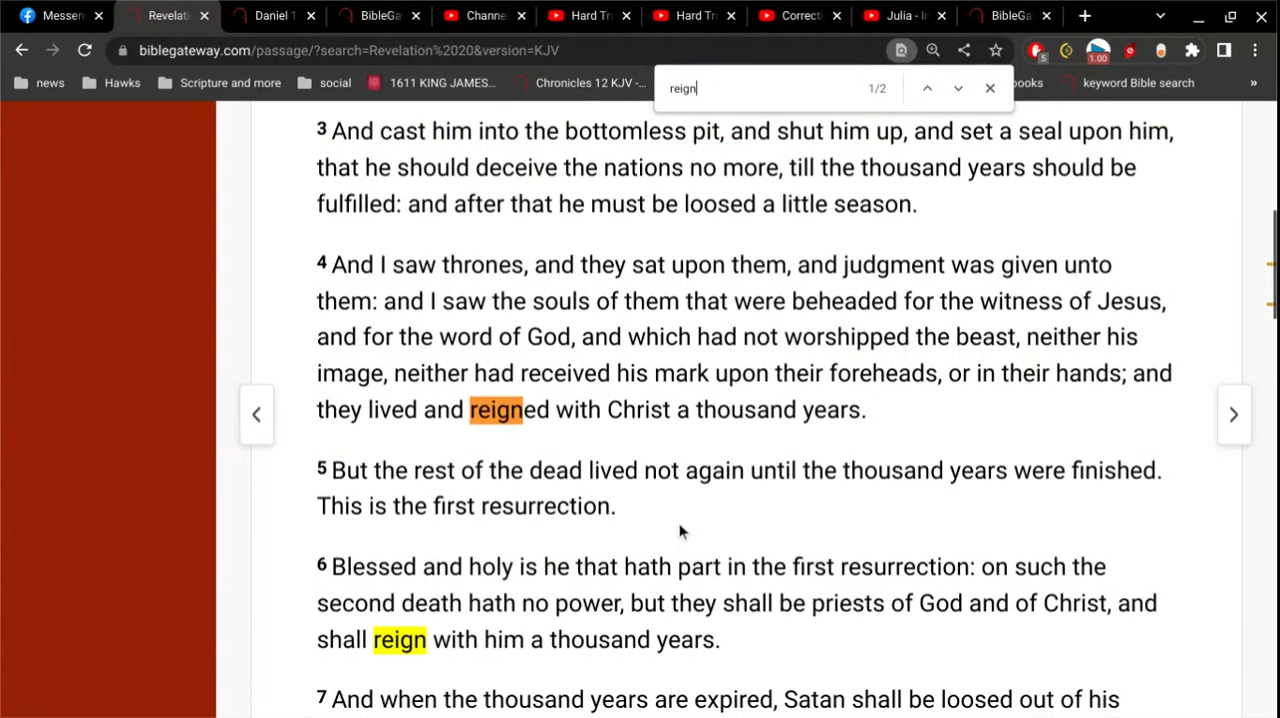 Messen
Revelati
Daniel 1
BibleGa
Channe
Hard Tru
Hard Tru
Correcti
Julia - In
BibleGa
biblegateway.com/passage/?search=Revelation%2020&version=KJV
5
1.00
news
Hawks
Scripture and more
social
1611 KING JAMES...
Chronicles 12 KJV -...
ooks
keyword Bible search
»
reign
1/2
3 And cast him into the bottomless pit, and shut him up, and set a seal upon him,
that he should deceive the nations no more, till the thousand years should be
fulfilled: and after that he must be loosed a little season.
4 And I saw thrones, and they sat upon them, and judgment was given unto
them: and I saw the souls of them that were beheaded for the witness of Jesus,
and for the word of God, and which had not worshipped the beast, neither his
image, neither had received his mark upon their foreheads, or in their hands; and
they lived and reigned with Christ a thousand years.
5 But the rest of the dead lived not again until the thousand years were finished.
This is the first resurrection.
6 Blessed and holy is he that hath part in the first resurrection: on such the
second death hath no power, but they shall be priests of God and of Christ, and
shall reign with him a thousand years.
7 And when the thousand years are expired, Satan shall be loosed out of his